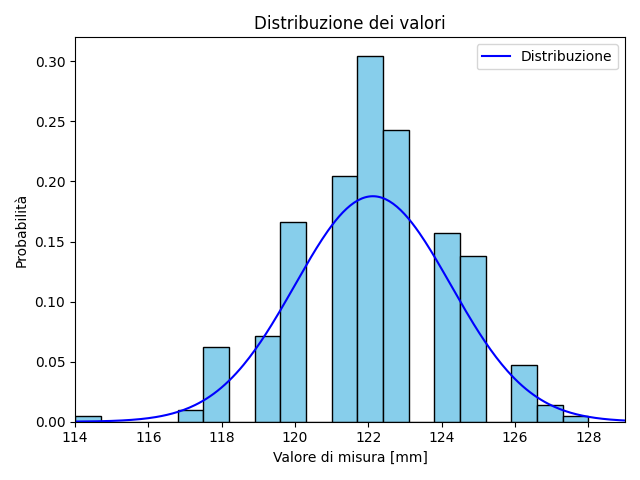 Distribuzione dei valori
Distribuzione
Probabilità
0.30
0.25
0.20
0.15
0.10
0.05
0.00
114 116 118 120 122 124 126 128
Valore di misura [mm]